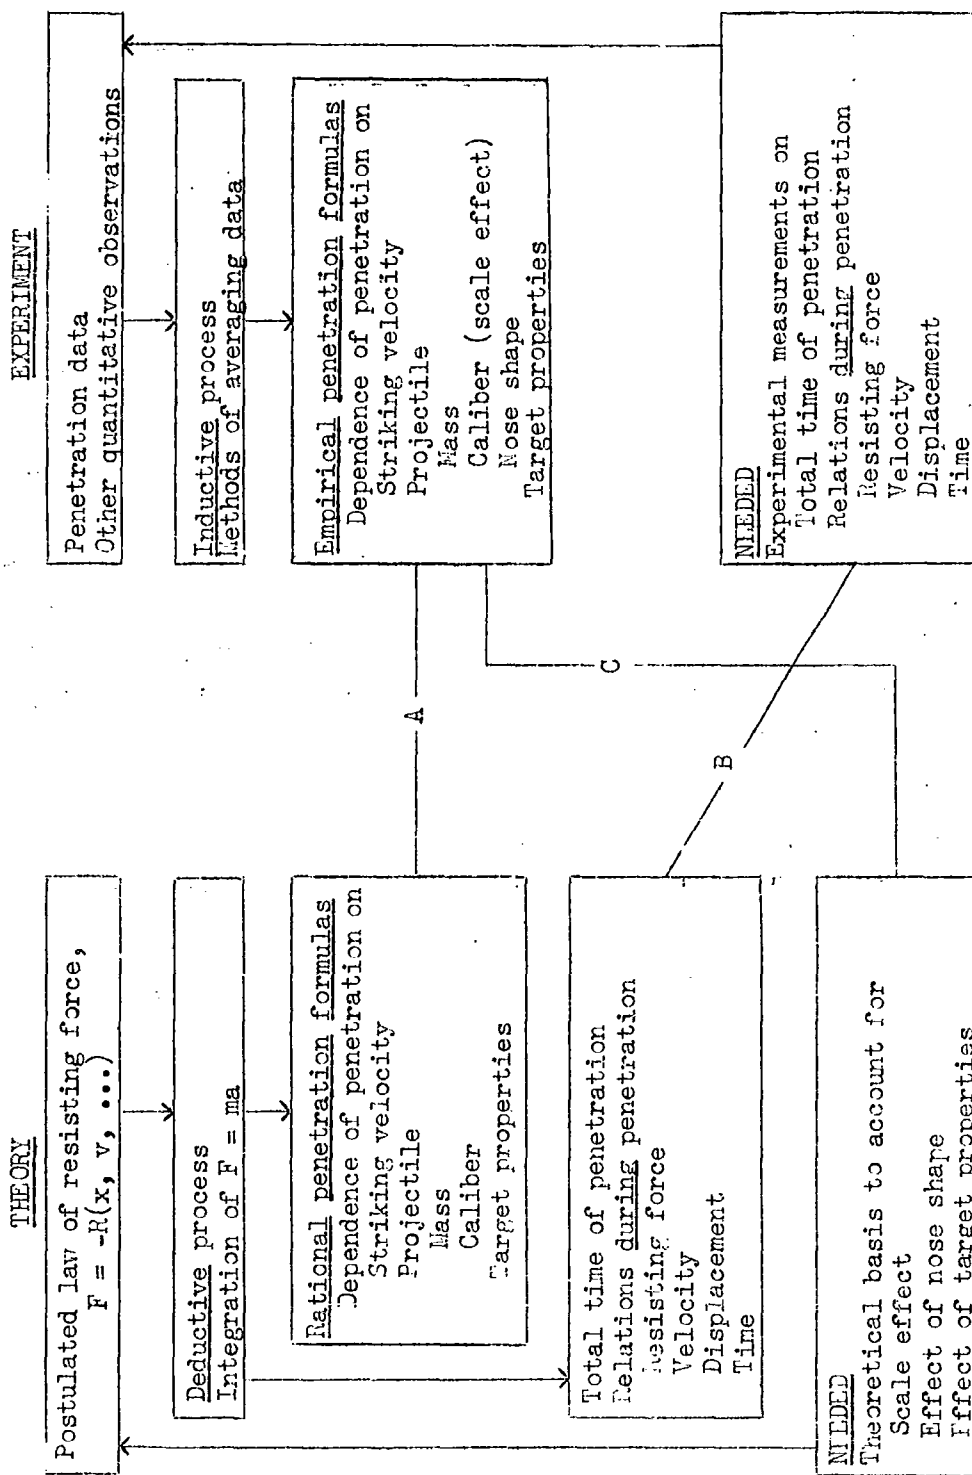 THEORY
Postulated law of resisting force,
F = -R(x, v, ...)
Deductive process
Integration of F = ma
Rational penetration formulas
Dependence of penetration on
Striking velocity
Projectile
Mass
Caliber
Target properties
Total time of penetration
Relations during penetration
Resisting force
Velocity
Displacement
Time
NEEDED
Theoretical basis to account for
Scale effect
Effect of nose shape
Effect of target properties
A
B
C
EXPERIMENT
Penetration data
Other quantitative observations
Inductive process
Methods of averaging data
Empirical penetration formulas
Dependence of penetration on
Striking velocity
Projectile
Mass
Caliber (scale effect)
Nose shape
Target properties
NEEDED
Experimental measurements on
Total time of penetration
Relations during penetration
Resisting force
Velocity
Displacement
Time